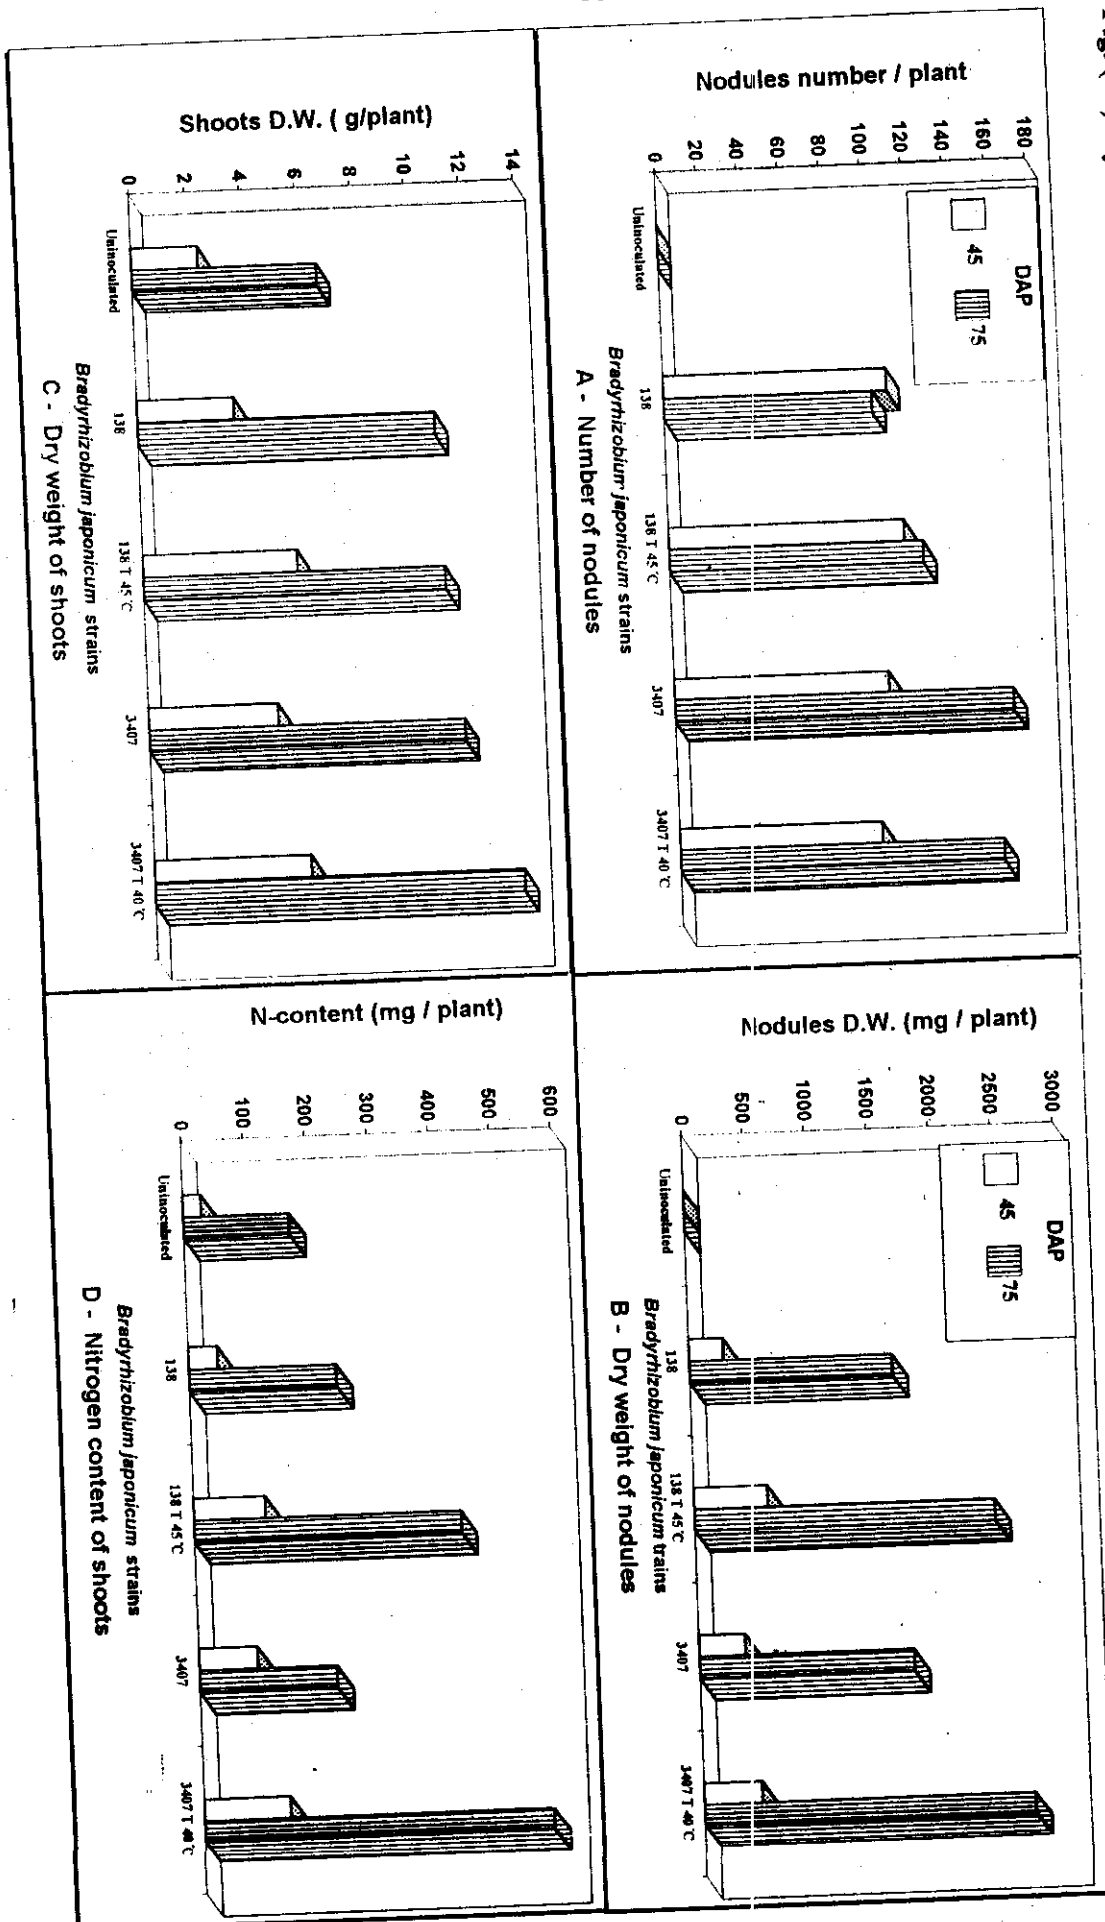 Nodules number / plant
180
160
140
120
100
80
60
40
20
0
DAP
45
75
Uninoculated
138
138 T 45°C
3407
3407 T 40°C
Bradyrhizobium japonicum strains
A - Number of nodules
Nodules D.W. (mg / plant)
3000
2500
2000
1500
1000
500
0
DAP
45
75
Uninoculated
138
138 T 45°C
3407
3407 T 40°C
Bradyrhizobium japonicum trains
B - Dry weight of nodules
Shoots D.W. ( g/plant)
14
12
10
8
6
4
2
0
Uninoculated
138
138 T 45°C
3407
3407 T 40°C
Bradyrhizobium japonicum strains
C - Dry weight of shoots
N-content (mg / plant)
600
500
400
300
200
100
0
Uninoculated
138
138 T 45°C
3407
3407 T 40°C
Bradyrhizobium japonicum strains
D - Nitrogen content of shoots